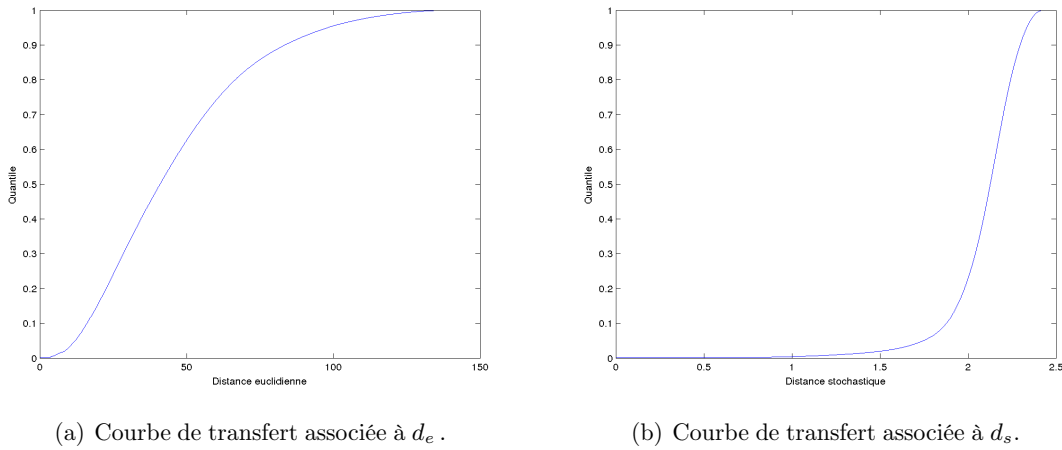 1
0.9
0.8
0.7
0.6
0.5
0.4
0.3
0.2
0.1
0
Quantile
0 50 100 150
Distance euclidienne
(a) Courbe de transfert associée à d_e .
1
0.9
0.8
0.7
0.6
0.5
0.4
0.3
0.2
0.1
0
Quantile
0 0.5 1 1.5 2 2.5
Distance stochastique
(b) Courbe de transfert associée à d_s.